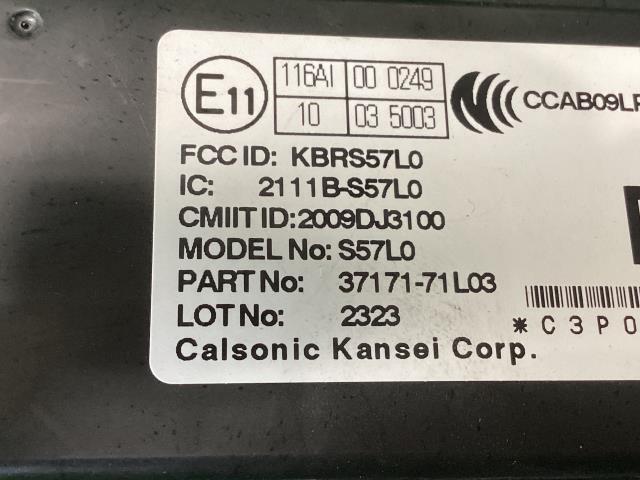 E11 116AI 00 0249
10 03 5003
CCAB09LP
FCC ID: KBRS57L0
IC: 2111B-S57L0
CMIIT ID:2009DJ3100
MODEL No: S57L0
PART No: 37171-71L03
LOT No: 2323
*C3P0
Calsonic Kansei Corp.